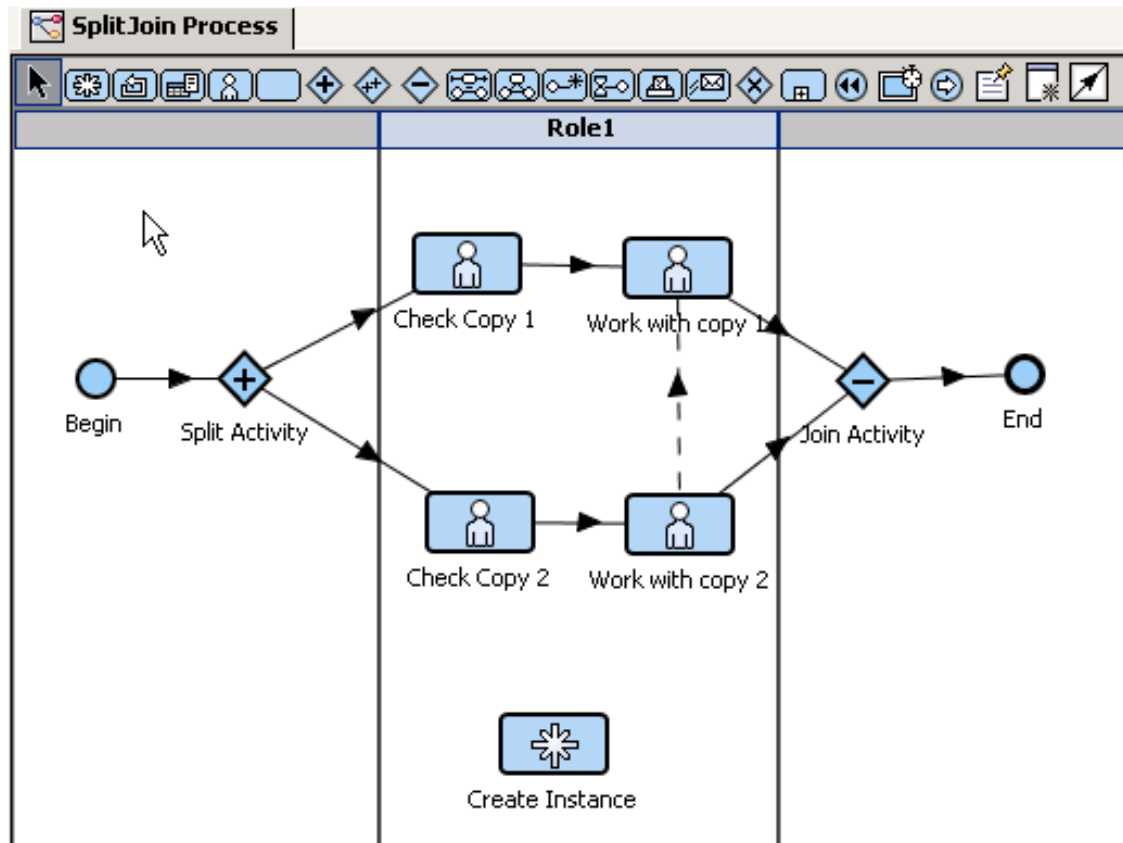 SplitJoin Process
Role1
Check Copy 1
Work with copy 1
Begin
Split Activity
Join Activity
End
Check Copy 2
Work with copy 2
Create Instance